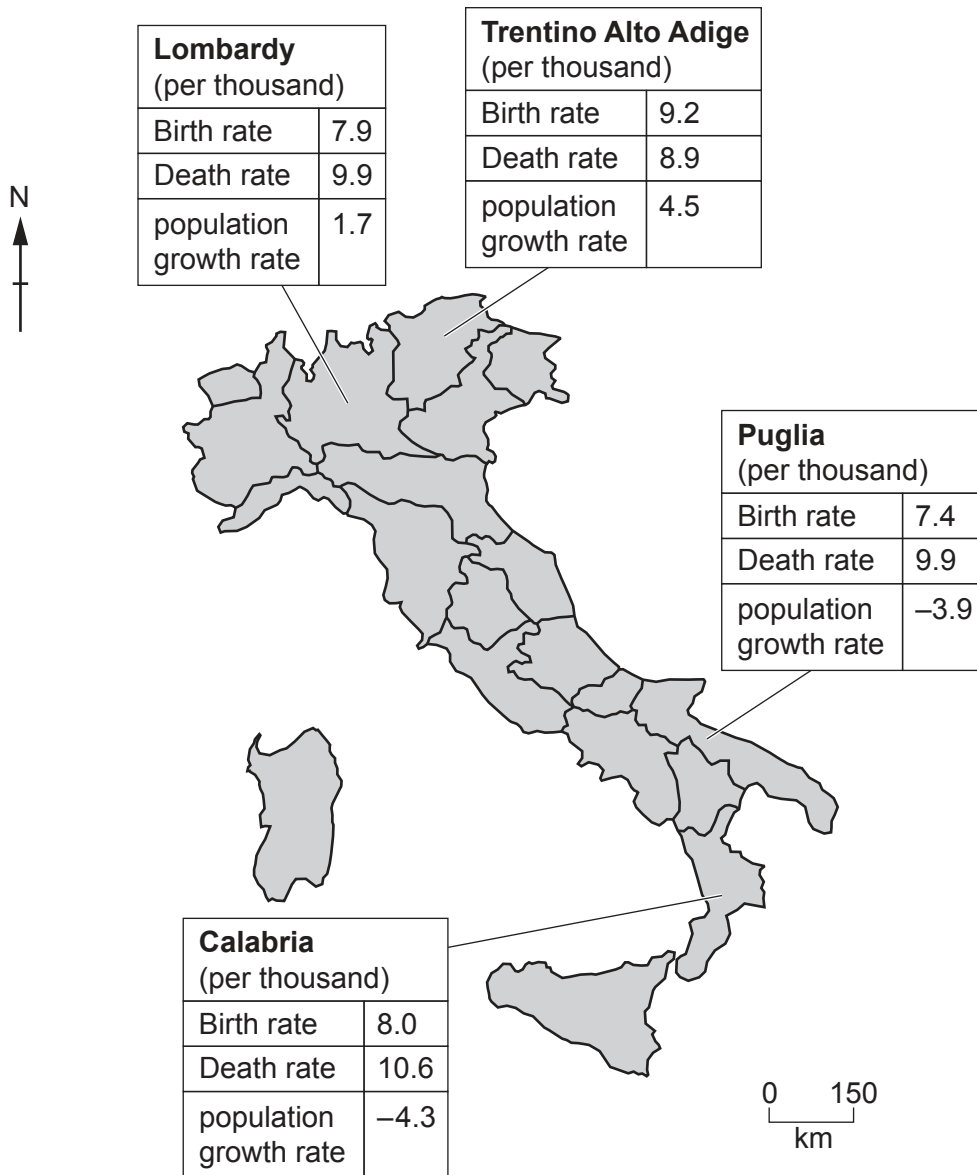 Lombardy
(per thousand)
Birth rate 7.9
Death rate 9.9
population
growth rate 1.7
Trentino Alto Adige
(per thousand)
Birth rate 9.2
Death rate 8.9
population
growth rate 4.5
N
Puglia
(per thousand)
Birth rate 7.4
Death rate 9.9
population
growth rate –3.9
Calabria
(per thousand)
Birth rate 8.0
Death rate 10.6
population
growth rate –4.3
0 150
km